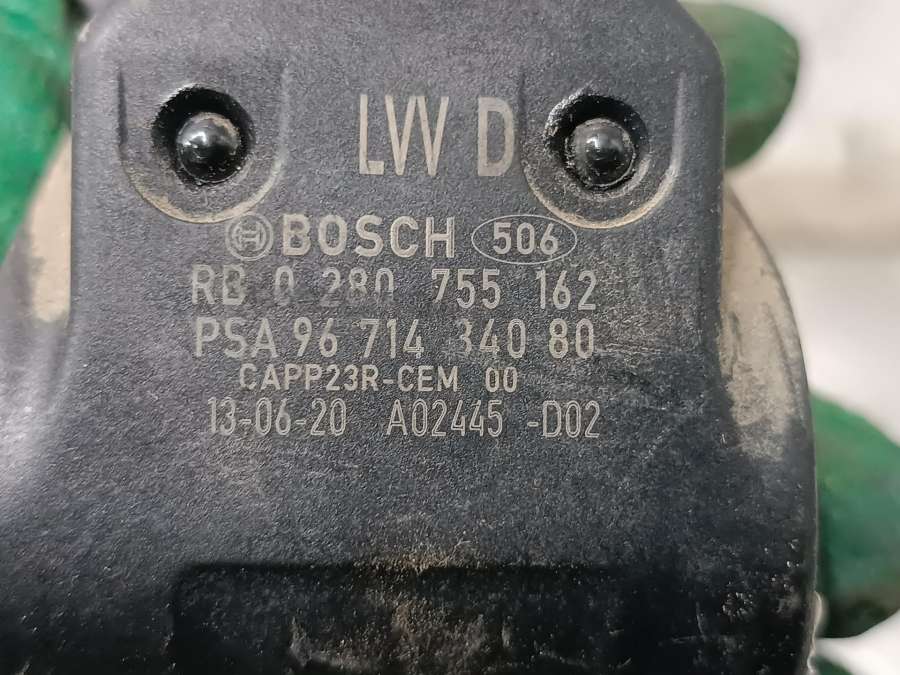 LVV D
BOSCH 506
RB 0 280 755 162
PSA 96 714 340 80
CAPP23R-CEM 00
13-06-20 A02445 -D02